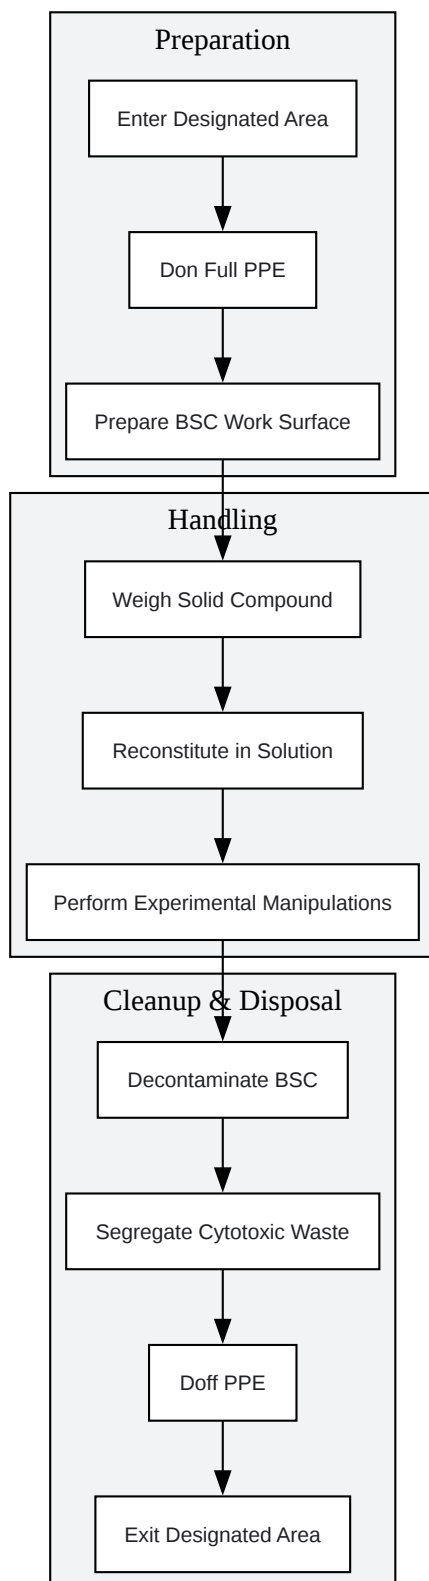 Preparation
Enter Designated Area
Don Full PPE
Prepare BSC Work Surface
Handling
Weigh Solid Compound
Reconstitute in Solution
Perform Experimental Manipulations
Cleanup & Disposal
Decontaminate BSC
Segregate Cytotoxic Waste
Doff PPE
Exit Designated Area